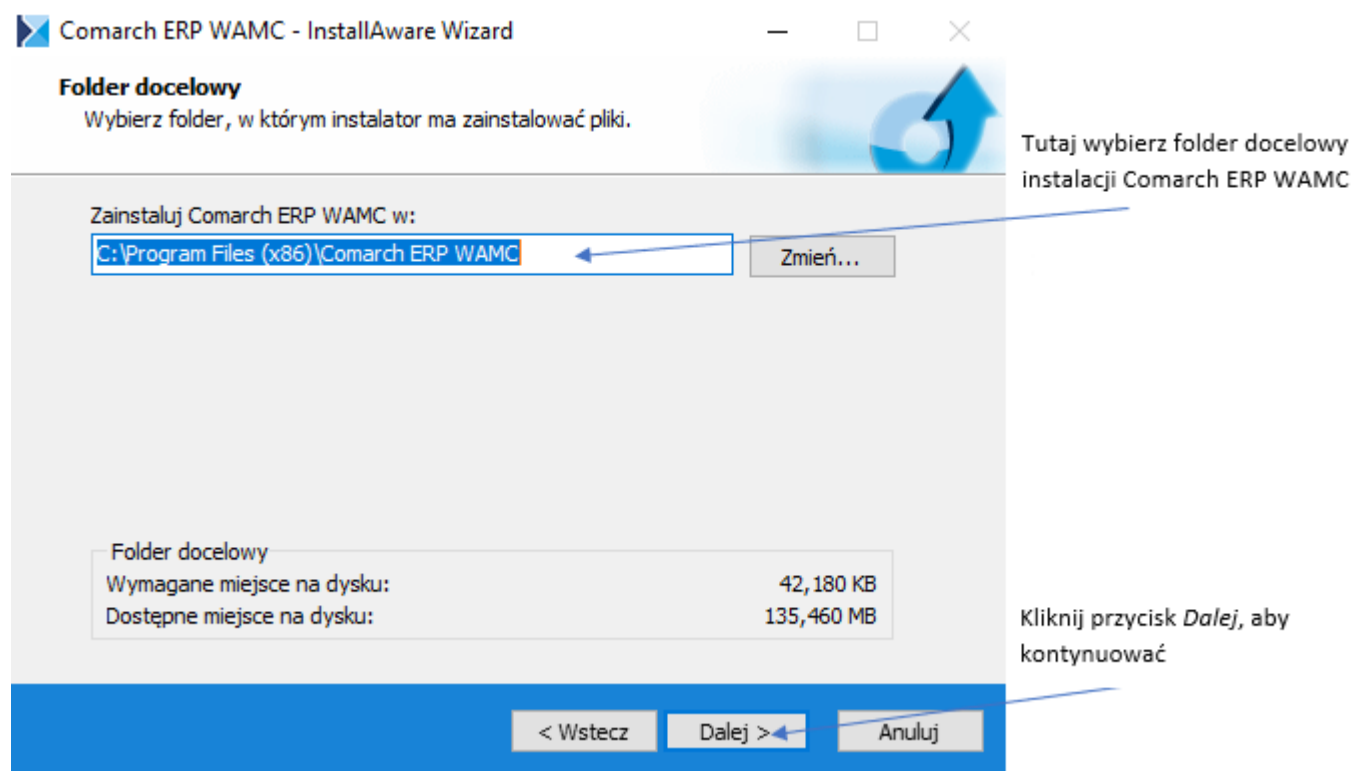 Comarch ERP WAMC - InstallAware Wizard
Folder docelowy
Wybierz folder, w którym instalator ma zainstalować pliki.
Tutaj wybierz folder docelowy
instalacji Comarch ERP WAMC
Zainstaluj Comarch ERP WAMC w:
C:\Program Files (x86)\Comarch ERP WAMC
Zmień...
Folder docelowy
Wymagane miejsce na dysku: 42,180 KB
Dostępne miejsce na dysku: 135,460 MB
Kliknij przycisk Dalej, aby
kontynuować
< Wstecz Dalej > Anuluj